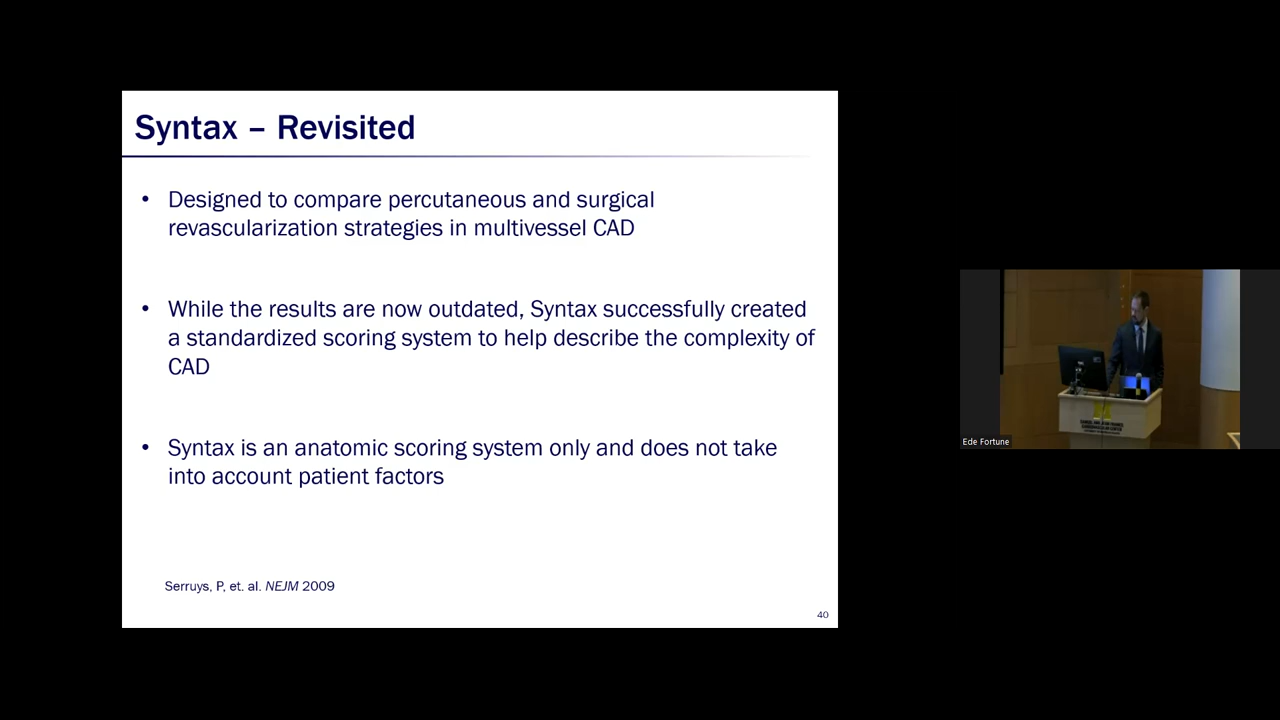 Syntax – Revisited
• Designed to compare percutaneous and surgical
revascularization strategies in multivessel CAD
• While the results are now outdated, Syntax successfully created
a standardized scoring system to help describe the complexity of
CAD
• Syntax is an anatomic scoring system only and does not take
into account patient factors
Serruys, P, et. al. NEJM 2009
40
Ede Fortune